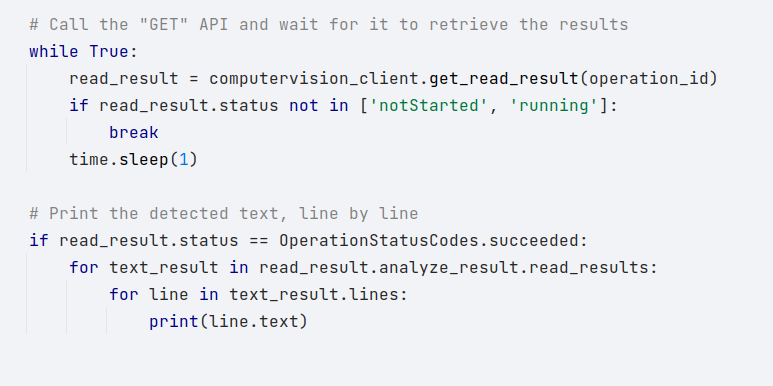 # Call the "GET" API and wait for it to retrieve the results
while True:
    read_result = computervision_client.get_read_result(operation_id)
    if read_result.status not in ['notStarted', 'running']:
        break
    time.sleep(1)

# Print the detected text, line by line
if read_result.status == OperationStatusCodes.succeeded:
    for text_result in read_result.analyze_result.read_results:
        for line in text_result.lines:
            print(line.text)